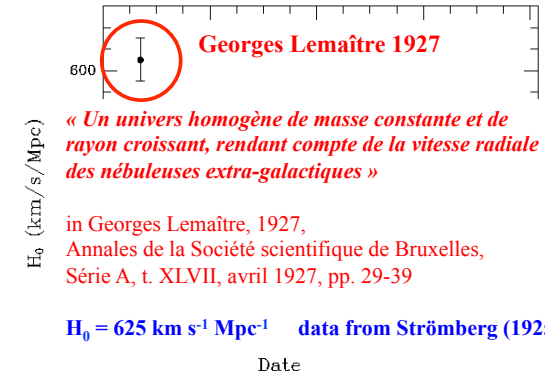 Georges Lemaître 1927
600
H₀ (km/s/Mpc)
« Un univers homogène de masse constante et de
rayon croissant, rendant compte de la vitesse radiale
des nébuleuses extra-galactiques »
in Georges Lemaître, 1927,
Annales de la Société scientifique de Bruxelles,
Série A, t. XLVII, avril 1927, pp. 29-39
H₀ = 625 km s⁻¹ Mpc⁻¹ data from Strömberg (192
Date